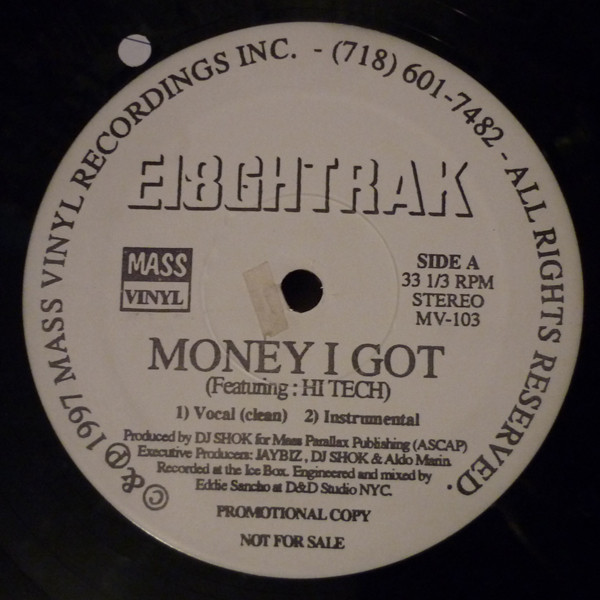 © & ℗ 1997 MASS VINYL RECORDINGS INC. - (718) 601-7482 - ALL RIGHTS RESERVED.
EI8GHTRAK
MASS
VINYL
SIDE A
33 1/3 RPM
STEREO
MV-103
MONEY I GOT
(Featuring : HI TECH)
1) Vocal (clean) 2) Instrumental
Produced by DJ SHOK for Mass Parallax Publishing (ASCAP)
Executive Producers: JAYBIZ, DJ SHOK & Aldo Marin.
Recorded at the Ice Box. Engineered and mixed by
Eddie Sancho at D&D Studio NYC.
PROMOTIONAL COPY
NOT FOR SALE